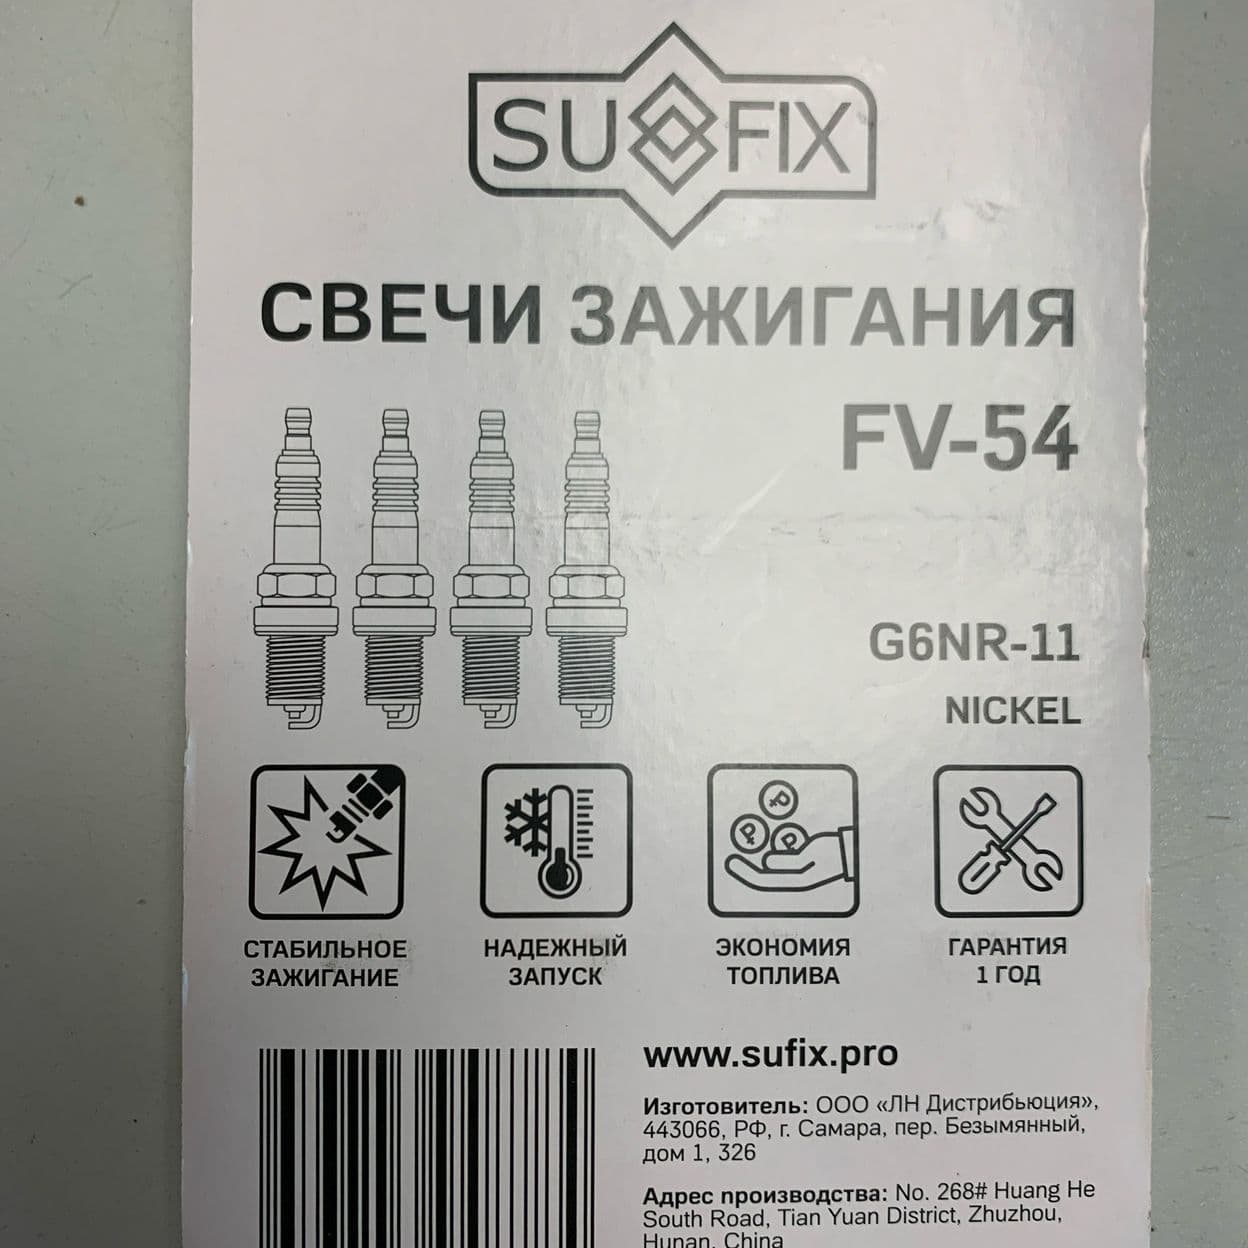 SUFIX
СВЕЧИ ЗАЖИГАНИЯ
FV-54
G6NR-11
NICKEL
СТАБИЛЬНОЕ
ЗАЖИГАНИЕ
НАДЕЖНЫЙ
ЗАПУСК
ЭКОНОМИЯ
ТОПЛИВА
ГАРАНТИЯ
1 ГОД
www.sufix.pro
Изготовитель: ООО «ЛН Дистрибьюция»,
443066, РФ, г. Самара, пер. Безымянный,
дом 1, 326
Адрес производства: No. 268# Huang He
South Road, Tian Yuan District, Zhuzhou,
Hunan, China